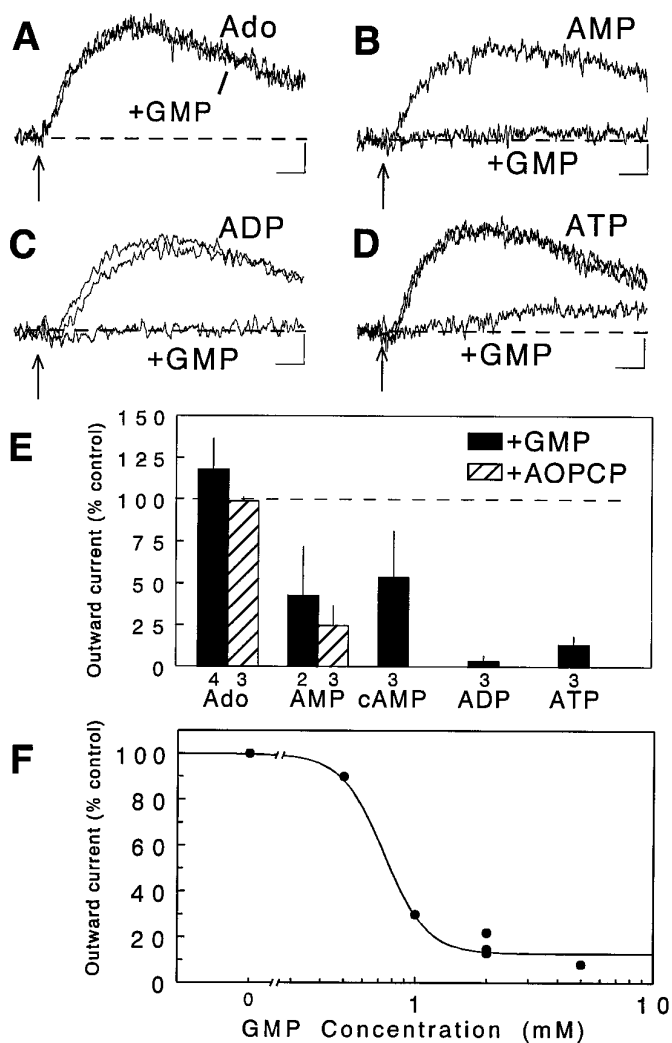 A
Ado
+GMP
B
AMP
+GMP
C
ADP
+GMP
D
ATP
+GMP
E
Outward current (% control)
150
125
100
75
50
25
0
+GMP
+AOPCP
4 3 2 3 3 3 3
Ado AMP cAMP ADP ATP
F
Outward current (% control)
100
80
60
40
20
0
0 1 10
GMP Concentration (mM)